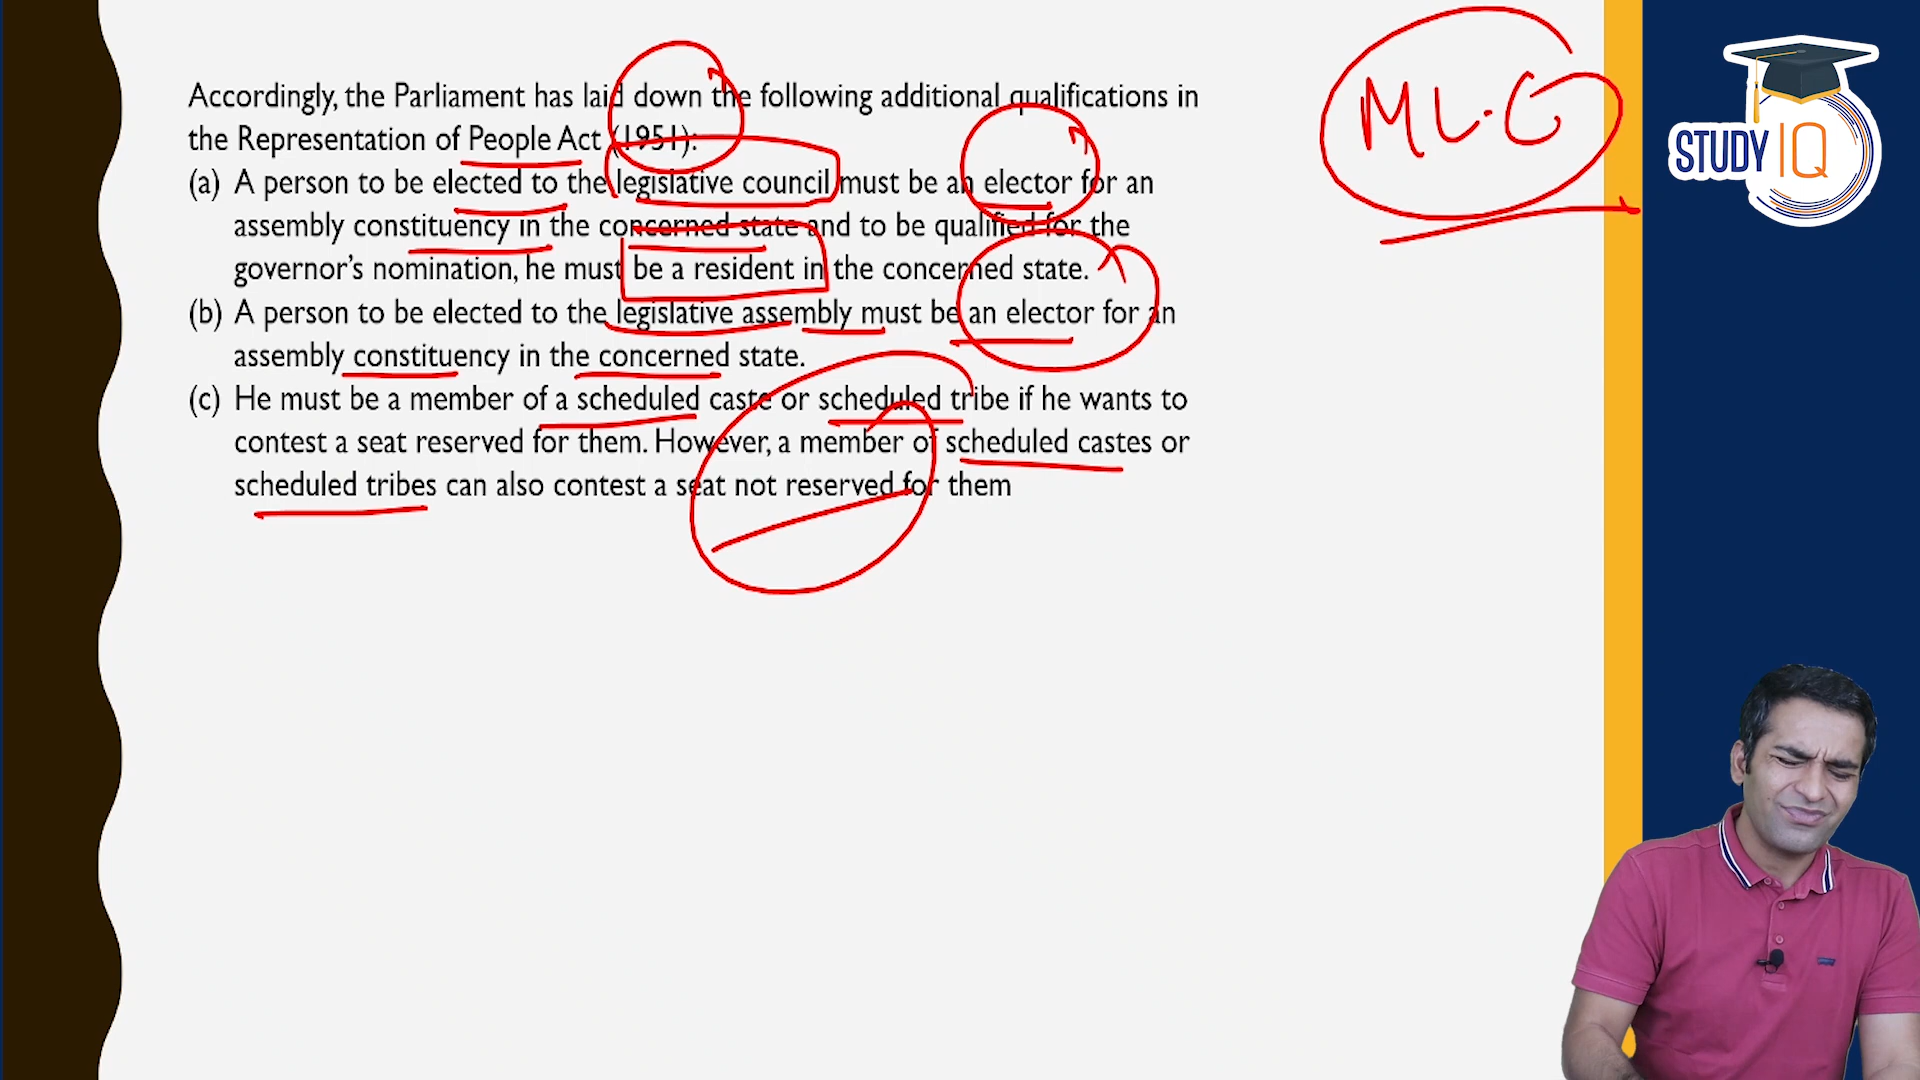 Accordingly, the Parliament has laid down the following additional qualifications in
the Representation of People Act (1951):
(a) A person to be elected to the legislative council must be an elector for an
assembly constituency in the concerned state and to be qualified for the
governor's nomination, he must be a resident in the concerned state.
(b) A person to be elected to the legislative assembly must be an elector for an
assembly constituency in the concerned state.
(c) He must be a member of a scheduled caste or scheduled tribe if he wants to
contest a seat reserved for them. However, a member of scheduled castes or
scheduled tribes can also contest a seat not reserved for them
ML.C
STUDY IQ